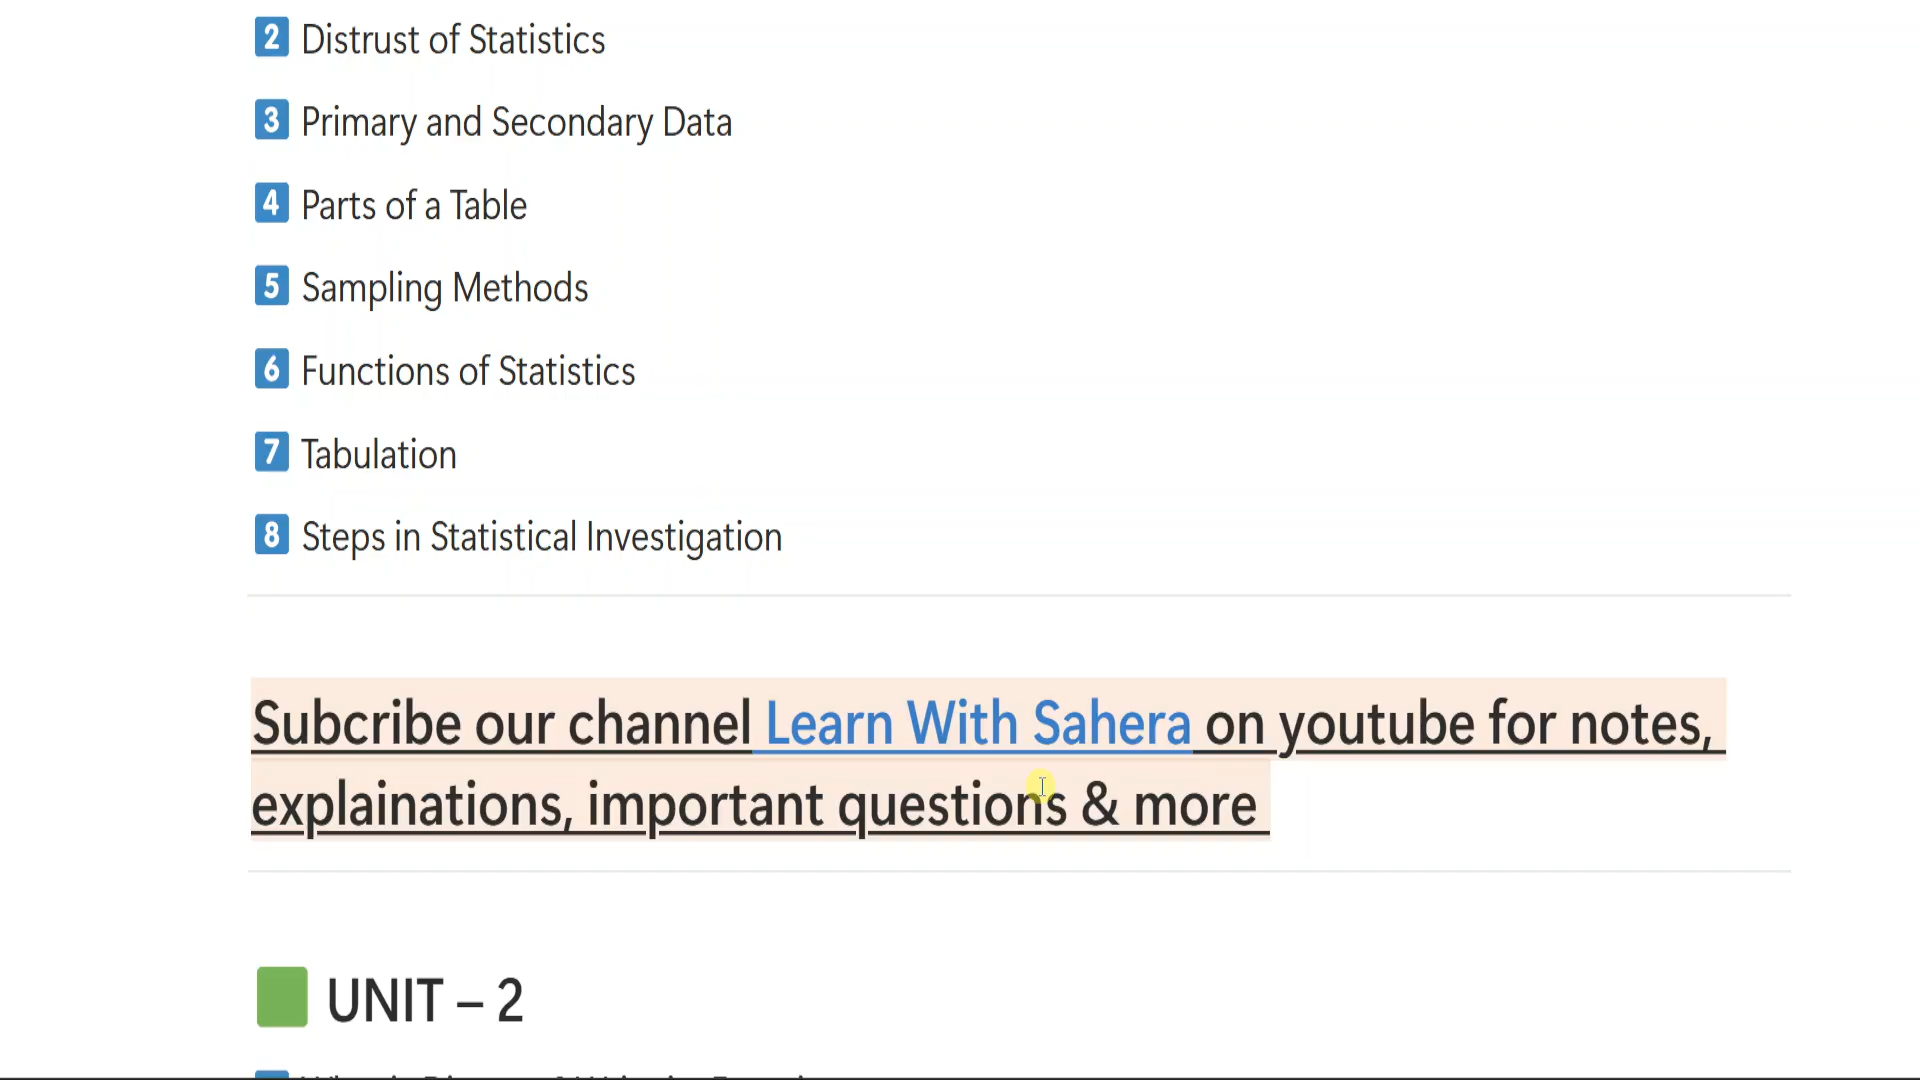 2 Distrust of Statistics
3 Primary and Secondary Data
4 Parts of a Table
5 Sampling Methods
6 Functions of Statistics
7 Tabulation
8 Steps in Statistical Investigation
Subcribe our channel Learn With Sahera on youtube for notes,
explainations, important questions & more
UNIT – 2